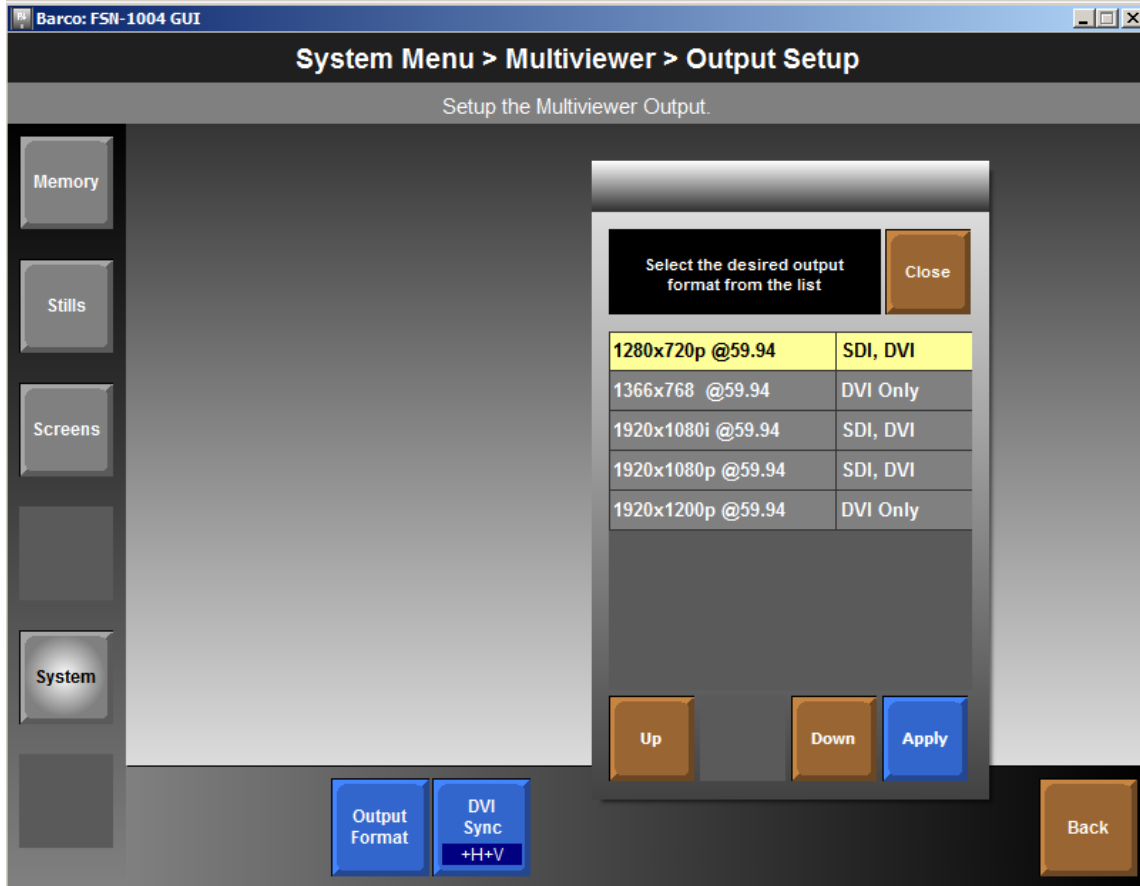 Barco: FSN-1004 GUI
System Menu > Multiviewer > Output Setup
Setup the Multiviewer Output.
Memory
Stills
Screens
System
Select the desired output
format from the list
Close
1280x720p @59.94 SDI, DVI
1366x768 @59.94 DVI Only
1920x1080i @59.94 SDI, DVI
1920x1080p @59.94 SDI, DVI
1920x1200p @59.94 DVI Only
Up
Down
Apply
Output
Format
DVI
Sync
+H+V
Back